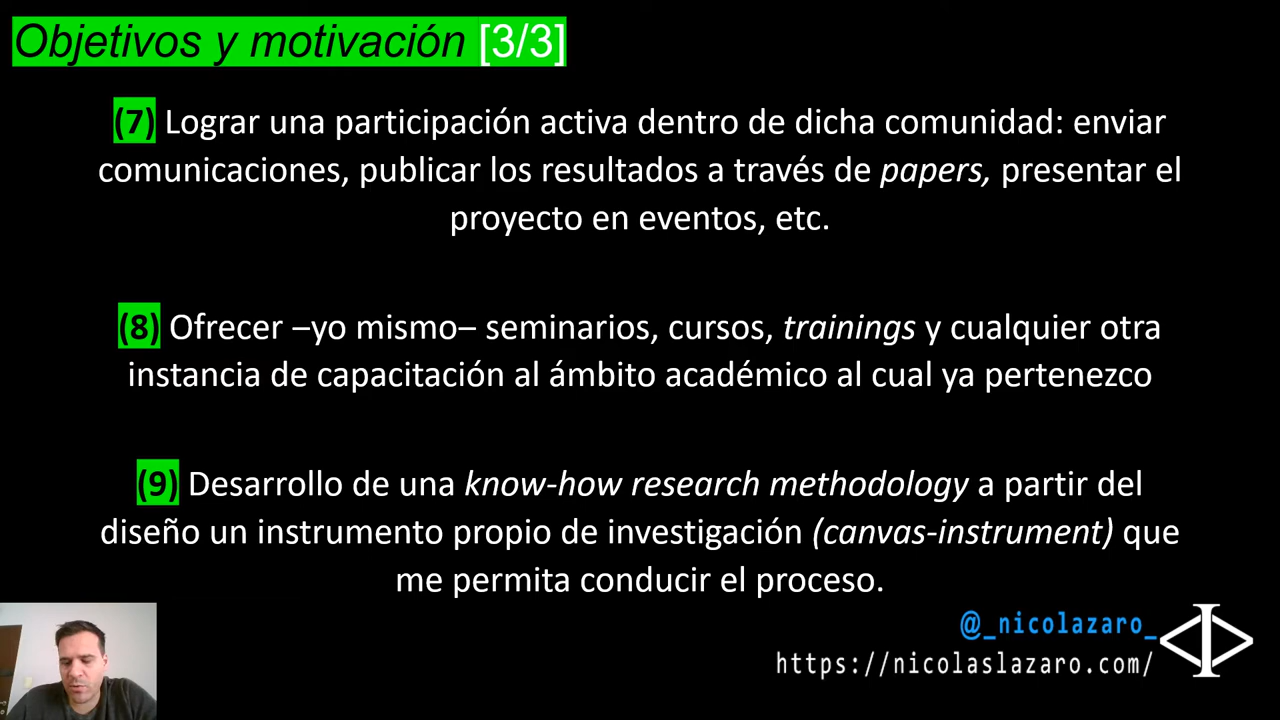 Objetivos y motivación [3/3]
(7) Lograr una participación activa dentro de dicha comunidad: enviar
comunicaciones, publicar los resultados a través de papers, presentar el
proyecto en eventos, etc.
(8) Ofrecer –yo mismo– seminarios, cursos, trainings y cualquier otra
instancia de capacitación al ámbito académico al cual ya pertenezco
(9) Desarrollo de una know-how research methodology a partir del
diseño un instrumento propio de investigación (canvas-instrument) que
me permita conducir el proceso.
@_nicolazaro_
https://nicolaslazaro.com/